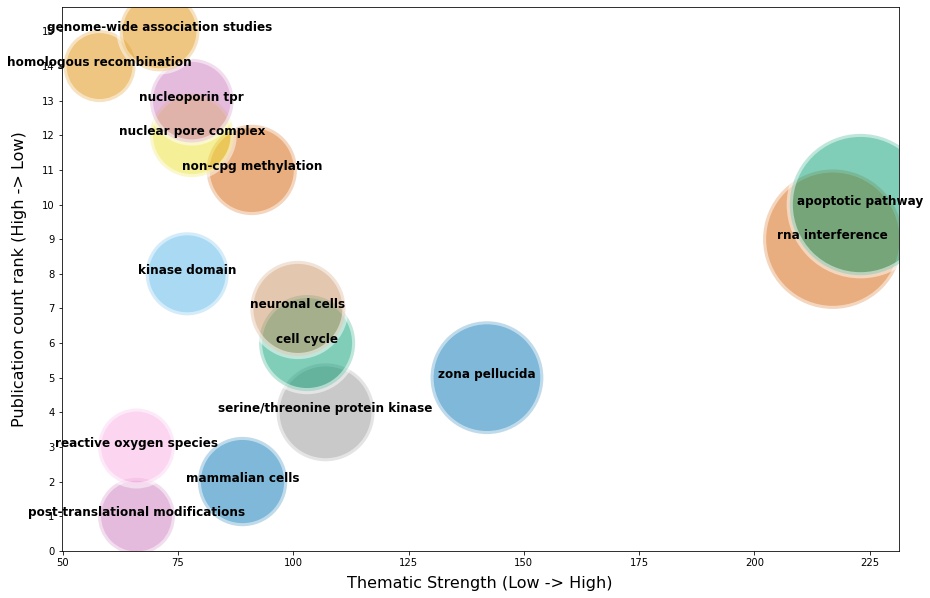 genome-wide association studies
15
homologous recombination
14
nucleoporin tpr
13
nuclear pore complex
12
non-cpg methylation
11
apoptotic pathway
10
rna interference
9
kinase domain
8
neuronal cells
7
cell cycle
6
zona pellucida
5
serine/threonine protein kinase
4
reactive oxygen species
3
mammalian cells
2
post-translational modifications
1
0
50 75 100 125 150 175 200 225
Thematic Strength (Low -> High)
Publication count rank (High -> Low)